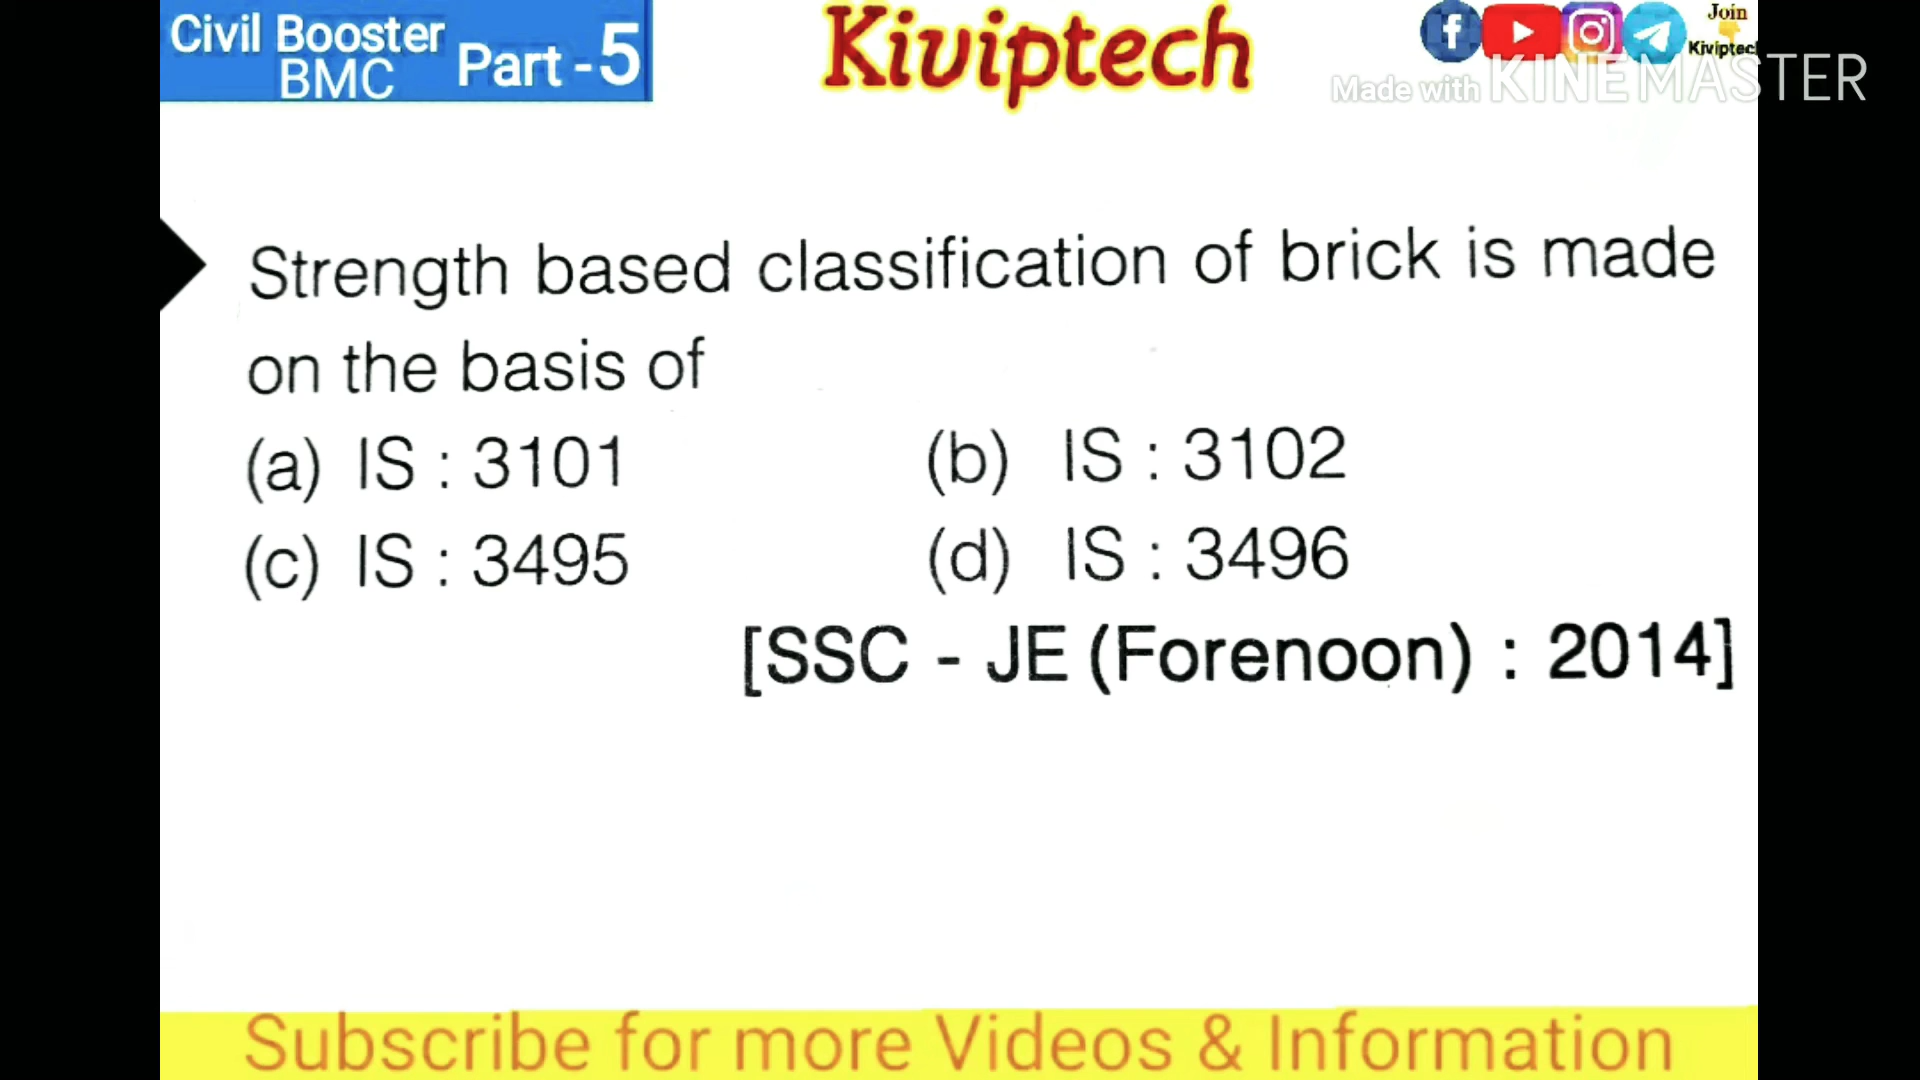 Civil Booster
BMC
Part - 5
Kiviptech
Join
Kiviptec
Made with KINEMASTER
Strength based classification of brick is made
on the basis of
(a) IS : 3101
(b) IS : 3102
(c) IS : 3495
(d) IS : 3496
[SSC - JE (Forenoon) : 2014]
Subscribe for more Videos & Information